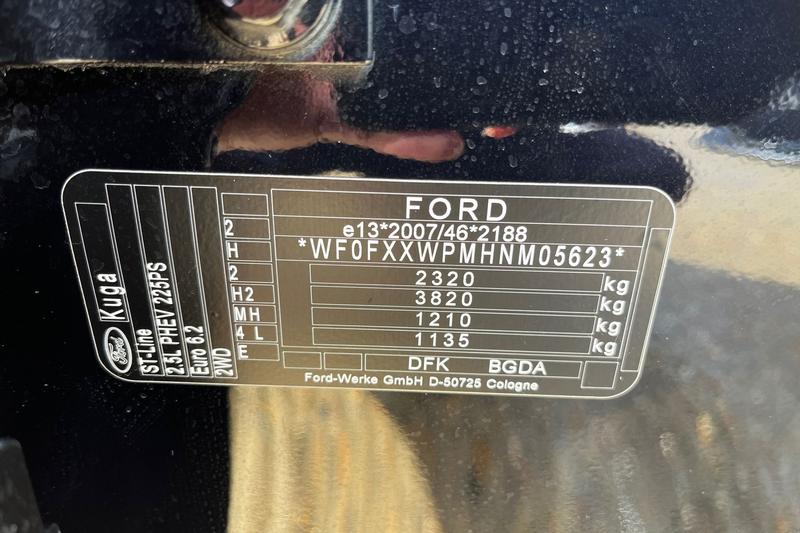 FORD
e13*2007/46*2188
*WF0FXXWPMHNM05623*
2320 kg
3820 kg
1210 kg
1135 kg
DFK BGDA
Ford-Werke GmbH D-50725 Cologne
2
H
2
H2
MH
4 L
E
Ford Kuga
ST-Line
2.5L PHEV 225PS
Euro 6.2
2WD